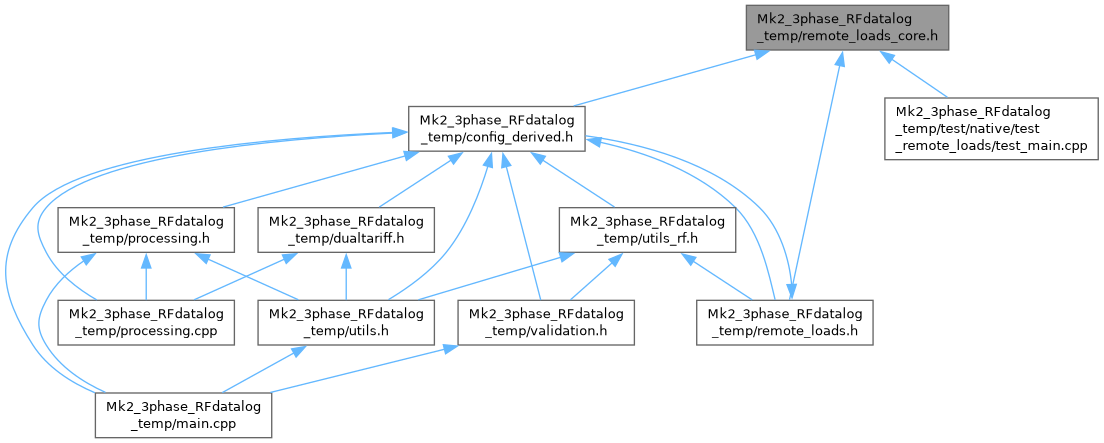 Mk2_3phase_RFdatalog
_temp/remote_loads_core.h
Mk2_3phase_RFdatalog
_temp/config_derived.h
Mk2_3phase_RFdatalog
_temp/test/native/test
_remote_loads/test_main.cpp
Mk2_3phase_RFdatalog
_temp/processing.h
Mk2_3phase_RFdatalog
_temp/dualtariff.h
Mk2_3phase_RFdatalog
_temp/utils_rf.h
Mk2_3phase_RFdatalog
_temp/processing.cpp
Mk2_3phase_RFdatalog
_temp/utils.h
Mk2_3phase_RFdatalog
_temp/validation.h
Mk2_3phase_RFdatalog
_temp/remote_loads.h
Mk2_3phase_RFdatalog
_temp/main.cpp